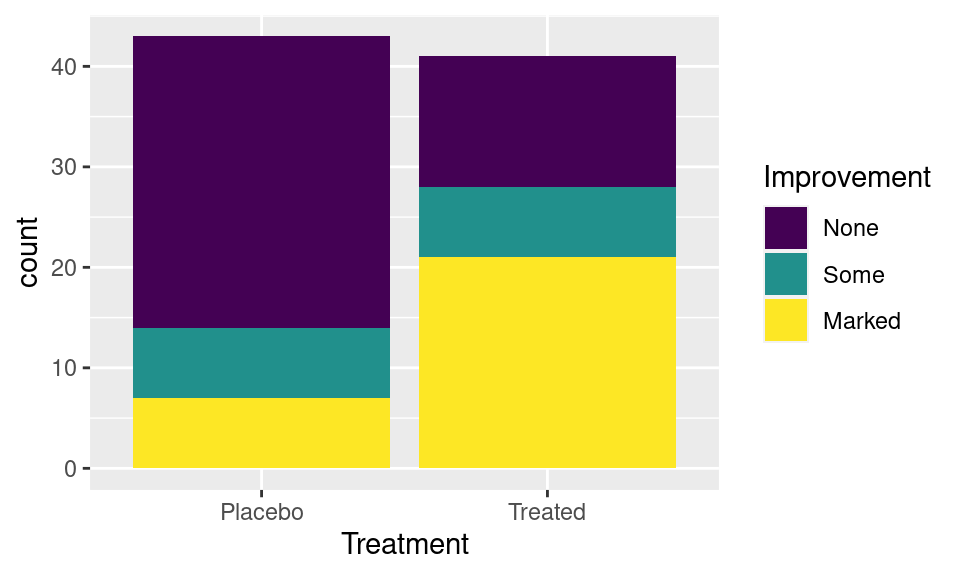 40
30
20
10
0
count
Placebo
Treated
Treatment
Improvement
None
Some
Marked